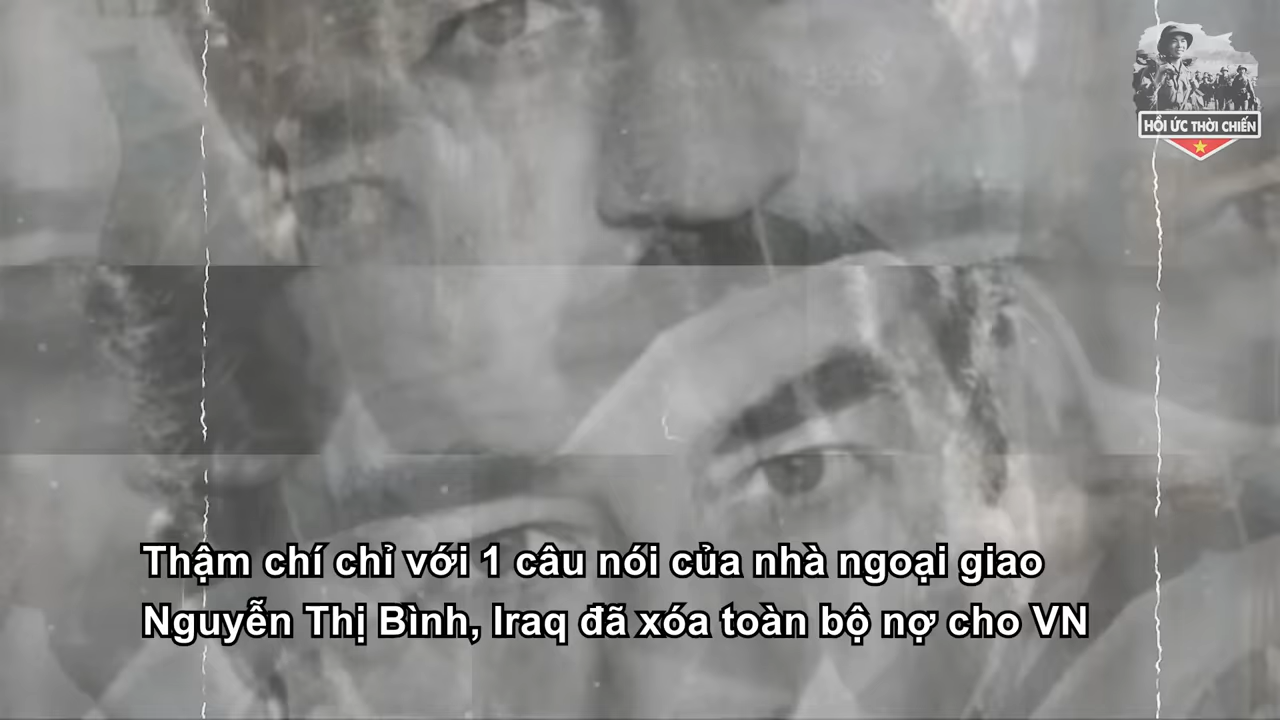 HỒI ỨC THỜI CHIẾN
Thậm chí chỉ với 1 câu nói của nhà ngoại giao
Nguyễn Thị Bình, Iraq đã xóa toàn bộ nợ cho VN